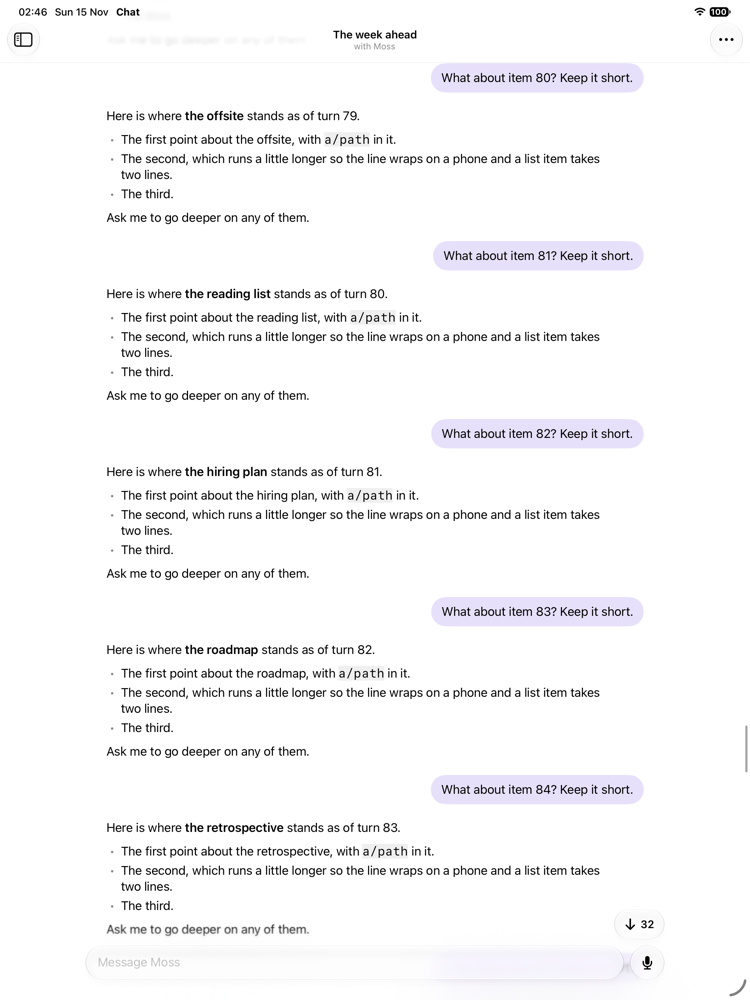 02:46 Sun 15 Nov Chat
100
The week ahead
with Moss
Ask me to go deeper on any of them.
What about item 80? Keep it short.
Here is where the offsite stands as of turn 79.
• The first point about the offsite, with a/path in it.
• The second, which runs a little longer so the line wraps on a phone and a list item takes
two lines.
• The third.
Ask me to go deeper on any of them.
What about item 81? Keep it short.
Here is where the reading list stands as of turn 80.
• The first point about the reading list, with a/path in it.
• The second, which runs a little longer so the line wraps on a phone and a list item takes
two lines.
• The third.
Ask me to go deeper on any of them.
What about item 82? Keep it short.
Here is where the hiring plan stands as of turn 81.
• The first point about the hiring plan, with a/path in it.
• The second, which runs a little longer so the line wraps on a phone and a list item takes
two lines.
• The third.
Ask me to go deeper on any of them.
What about item 83? Keep it short.
Here is where the roadmap stands as of turn 82.
• The first point about the roadmap, with a/path in it.
• The second, which runs a little longer so the line wraps on a phone and a list item takes
two lines.
• The third.
Ask me to go deeper on any of them.
What about item 84? Keep it short.
Here is where the retrospective stands as of turn 83.
• The first point about the retrospective, with a/path in it.
• The second, which runs a little longer so the line wraps on a phone and a list item takes
two lines.
• The third.
Ask me to go deeper on any of them.
32
Message Moss